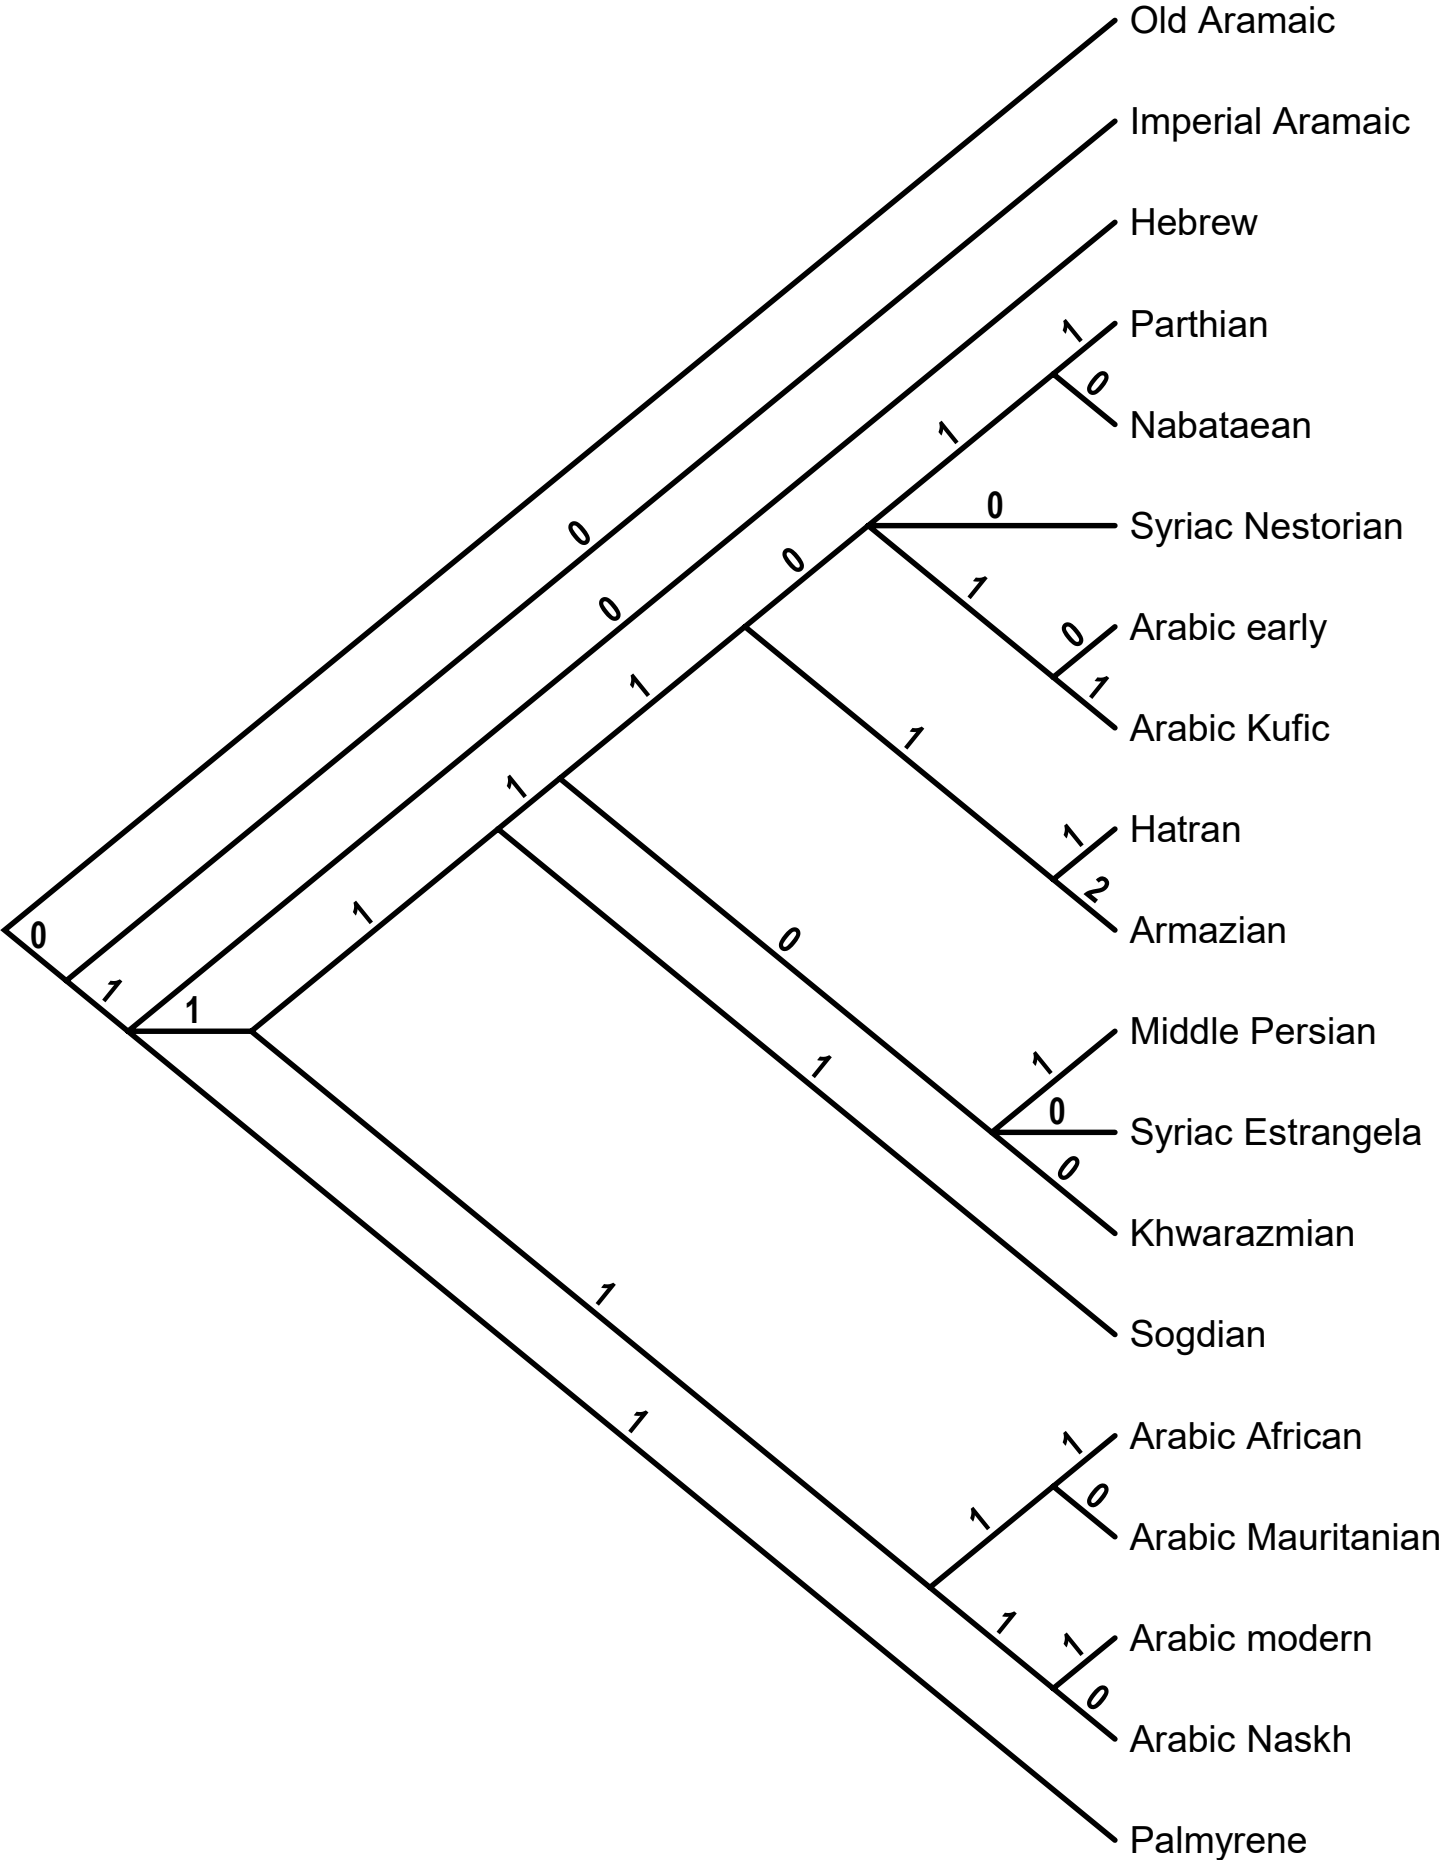 Old Aramaic
Imperial Aramaic
Hebrew
1 Parthian
0
1 Nabataean
0
0 Syriac Nestorian
0
1
0 Arabic early
0
1 1
Arabic Kufic
1
1
1 Hatran
2
1 Armazian
0
0
1
1 1 Middle Persian
1
0 Syriac Estrangela
0
Khwarazmian
1
Sogdian
1
1 Arabic African
0
1 Arabic Mauritanian
1
1 Arabic modern
0
Arabic Naskh
Palmyrene